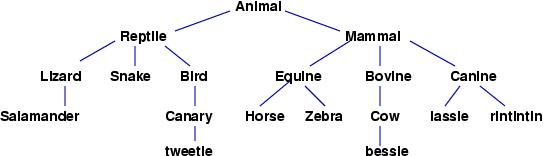 Animal
Reptile Mammal
Lizard Snake Bird Equine Bovine Canine
Salamander Canary Horse Zebra Cow lassie rintintin
tweetie bessie